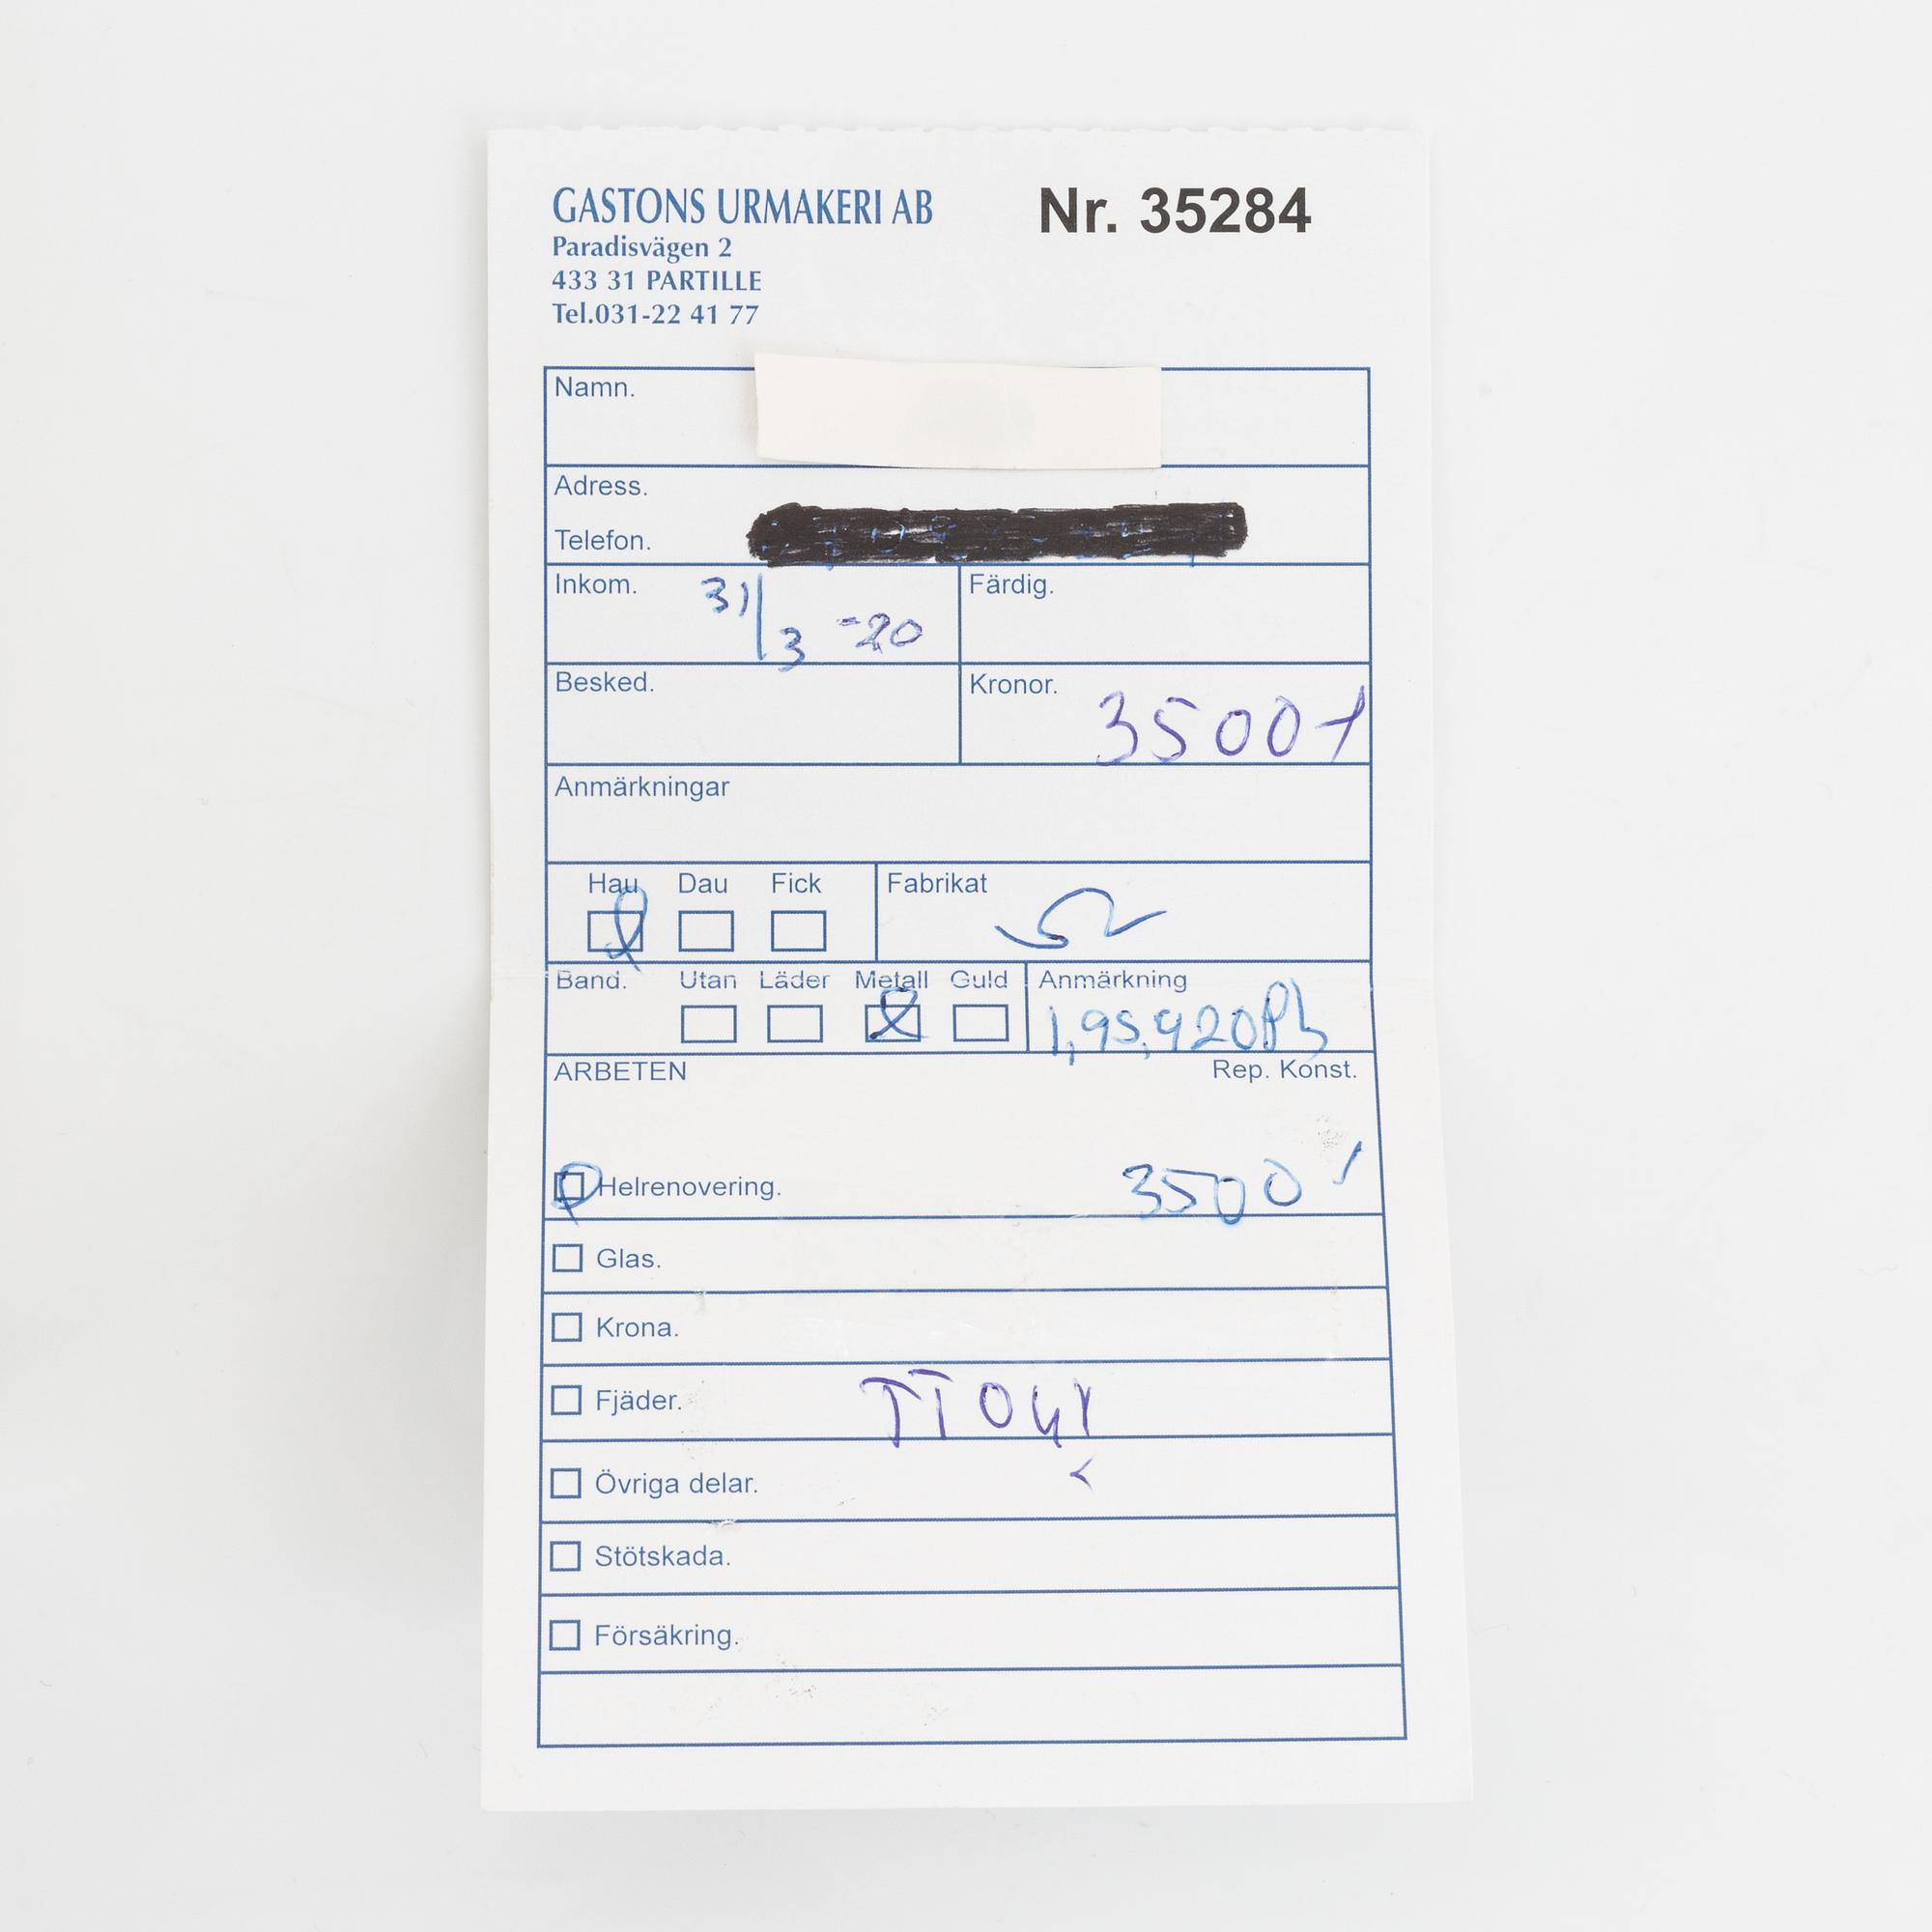 GASTONS URMAKERI AB Nr. 35284
Paradisvägen 2
433 31 PARTILLE
Tel.031-22 41 77
Namn.
Adress.
Telefon.
Inkom. 31/3 -20 Färdig.
Besked. Kronor. 3500
Anmärkningar
Hau Dau Fick Fabrikat Ω
Band. Utan Läder Metall Guld Anmärkning
ARBETEN Rep. Konst.
Helrenovering. 3500
Glas.
Krona.
Fjäder.
Övriga delar.
Stötskada.
Försäkring.